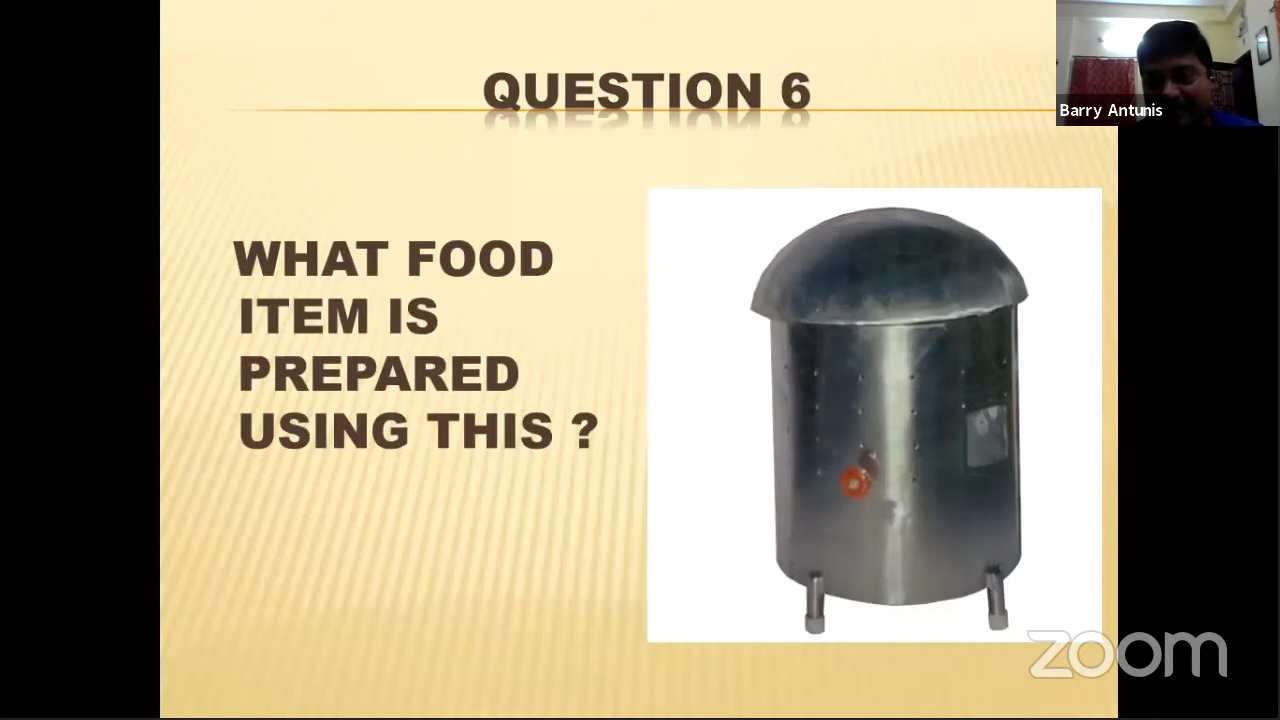 QUESTION 6
Barry Antunis
WHAT FOOD
ITEM IS
PREPARED
USING THIS ?
zoom